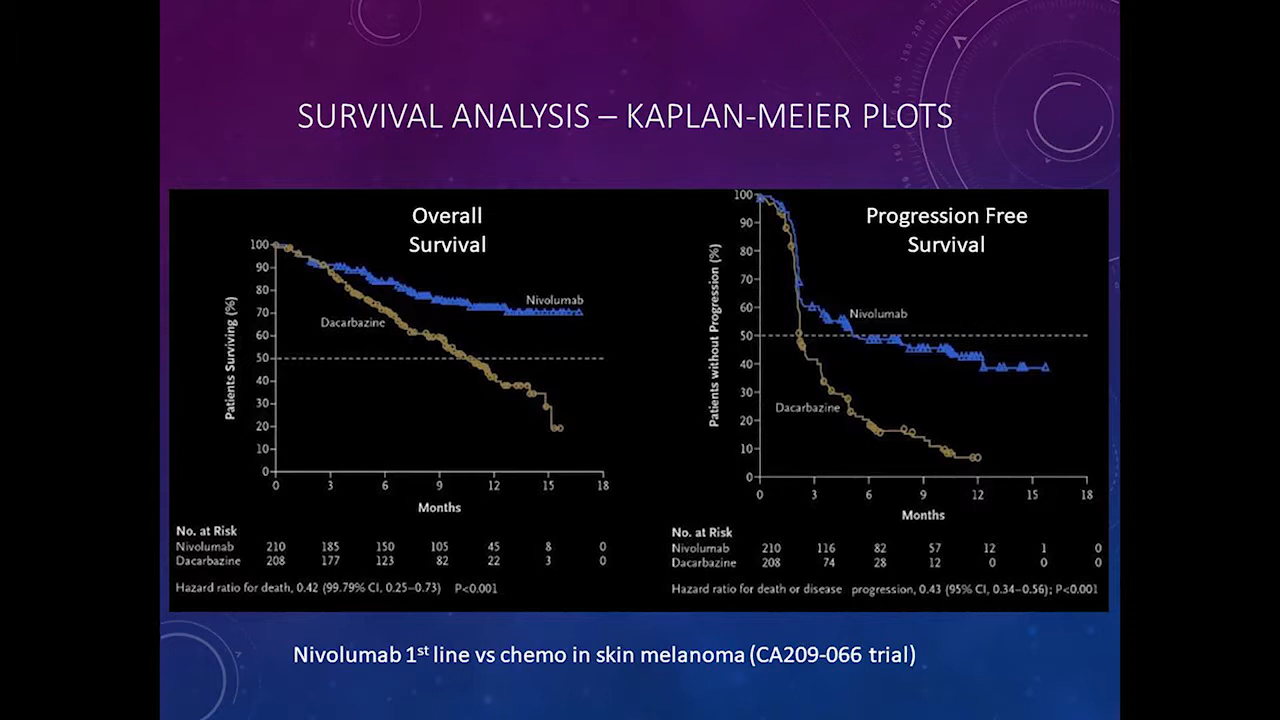 SURVIVAL ANALYSIS – KAPLAN-MEIER PLOTS
Overall
Survival
Patients Surviving (%)
100
90
80
70
60
50
40
30
20
10
0
Nivolumab
Dacarbazine
0 3 6 9 12 15 18
Months
No. at Risk
Nivolumab 210 185 150 105 45 8 0
Dacarbazine 208 177 123 82 22 3 0
Hazard ratio for death, 0.42 (99.79% CI, 0.25–0.73) P<0.001
Progression Free
Survival
Patients without Progression (%)
100
90
80
70
60
50
40
30
20
10
0
Nivolumab
Dacarbazine
0 3 6 9 12 15 18
Months
No. at Risk
Nivolumab 210 116 82 57 12 1 0
Dacarbazine 208 74 28 12 0 0 0
Hazard ratio for death or disease progression, 0.43 (95% CI, 0.34–0.56); P<0.001
Nivolumab 1st line vs chemo in skin melanoma (CA209-066 trial)